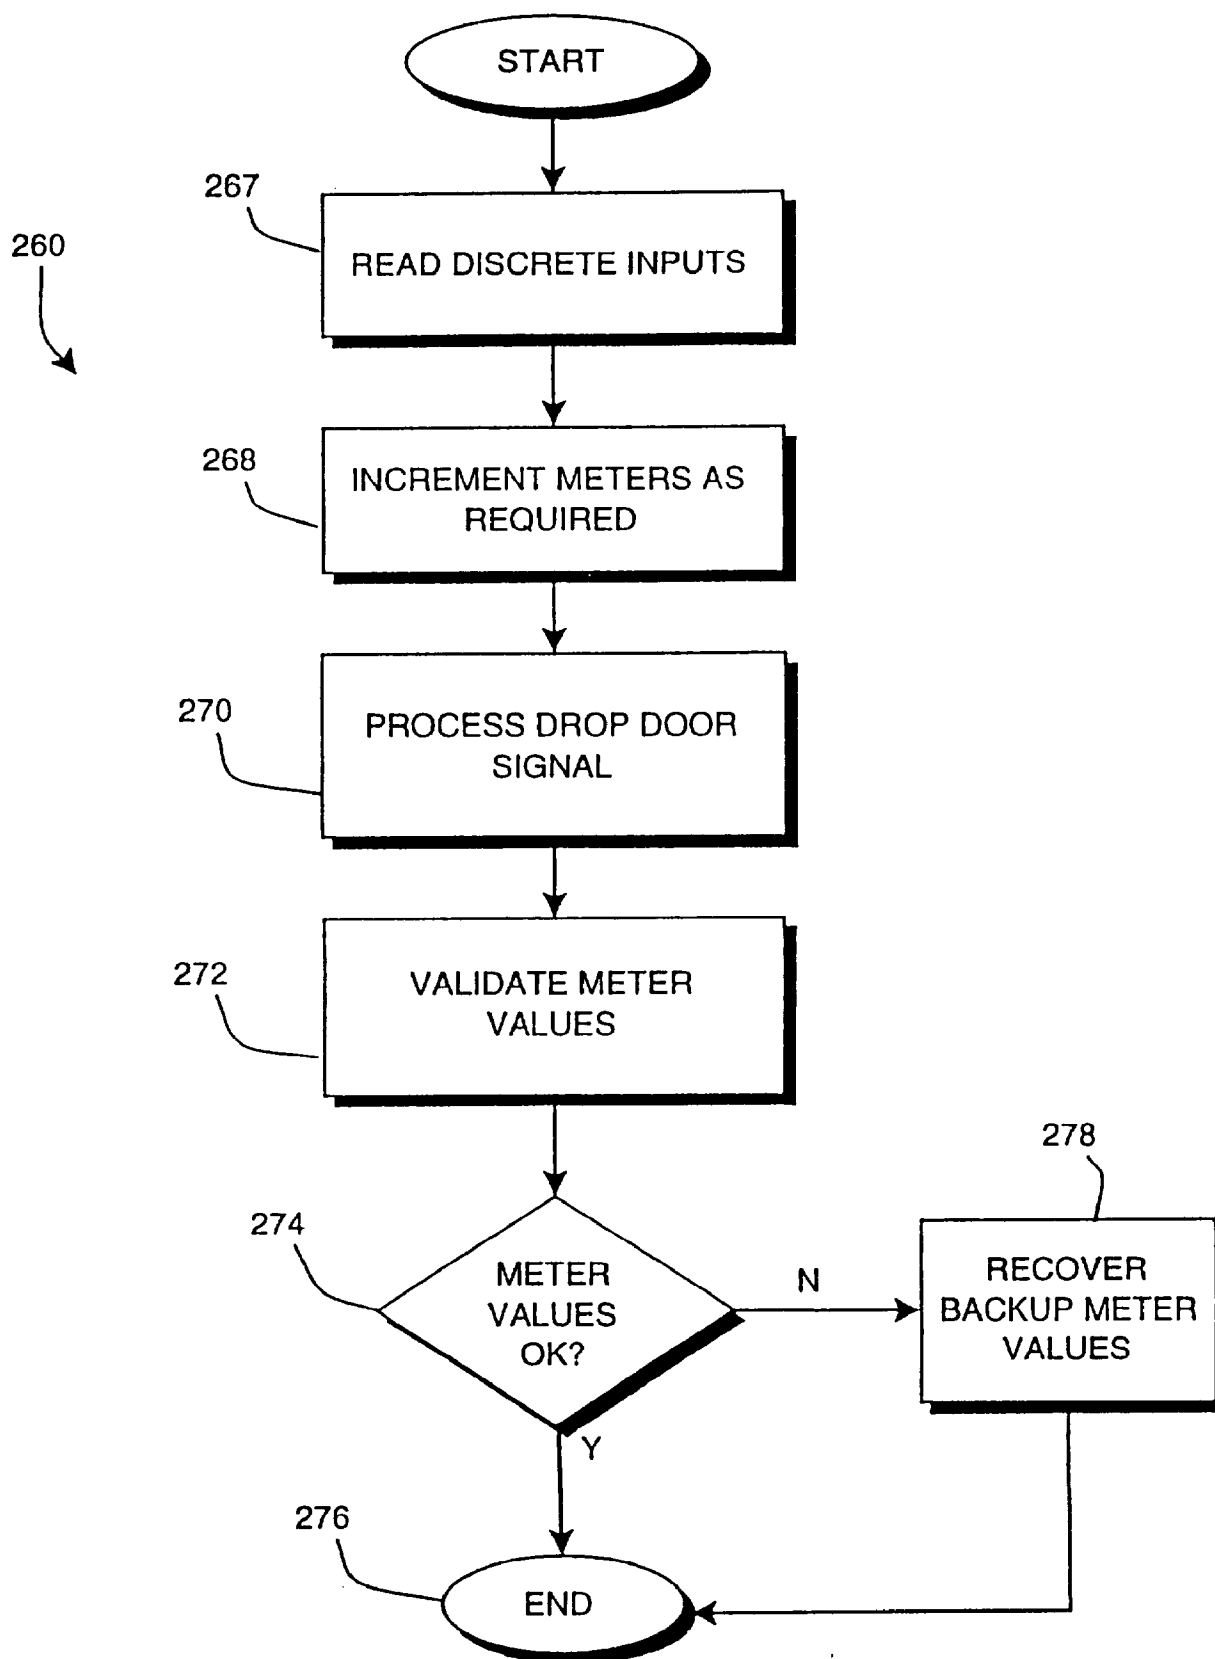 START
267
260
READ DISCRETE INPUTS
268
INCREMENT METERS AS
REQUIRED
270
PROCESS DROP DOOR
SIGNAL
272
VALIDATE METER
VALUES
278
274
METER
VALUES
OK?
N
RECOVER
BACKUP METER
VALUES
Y
276
END